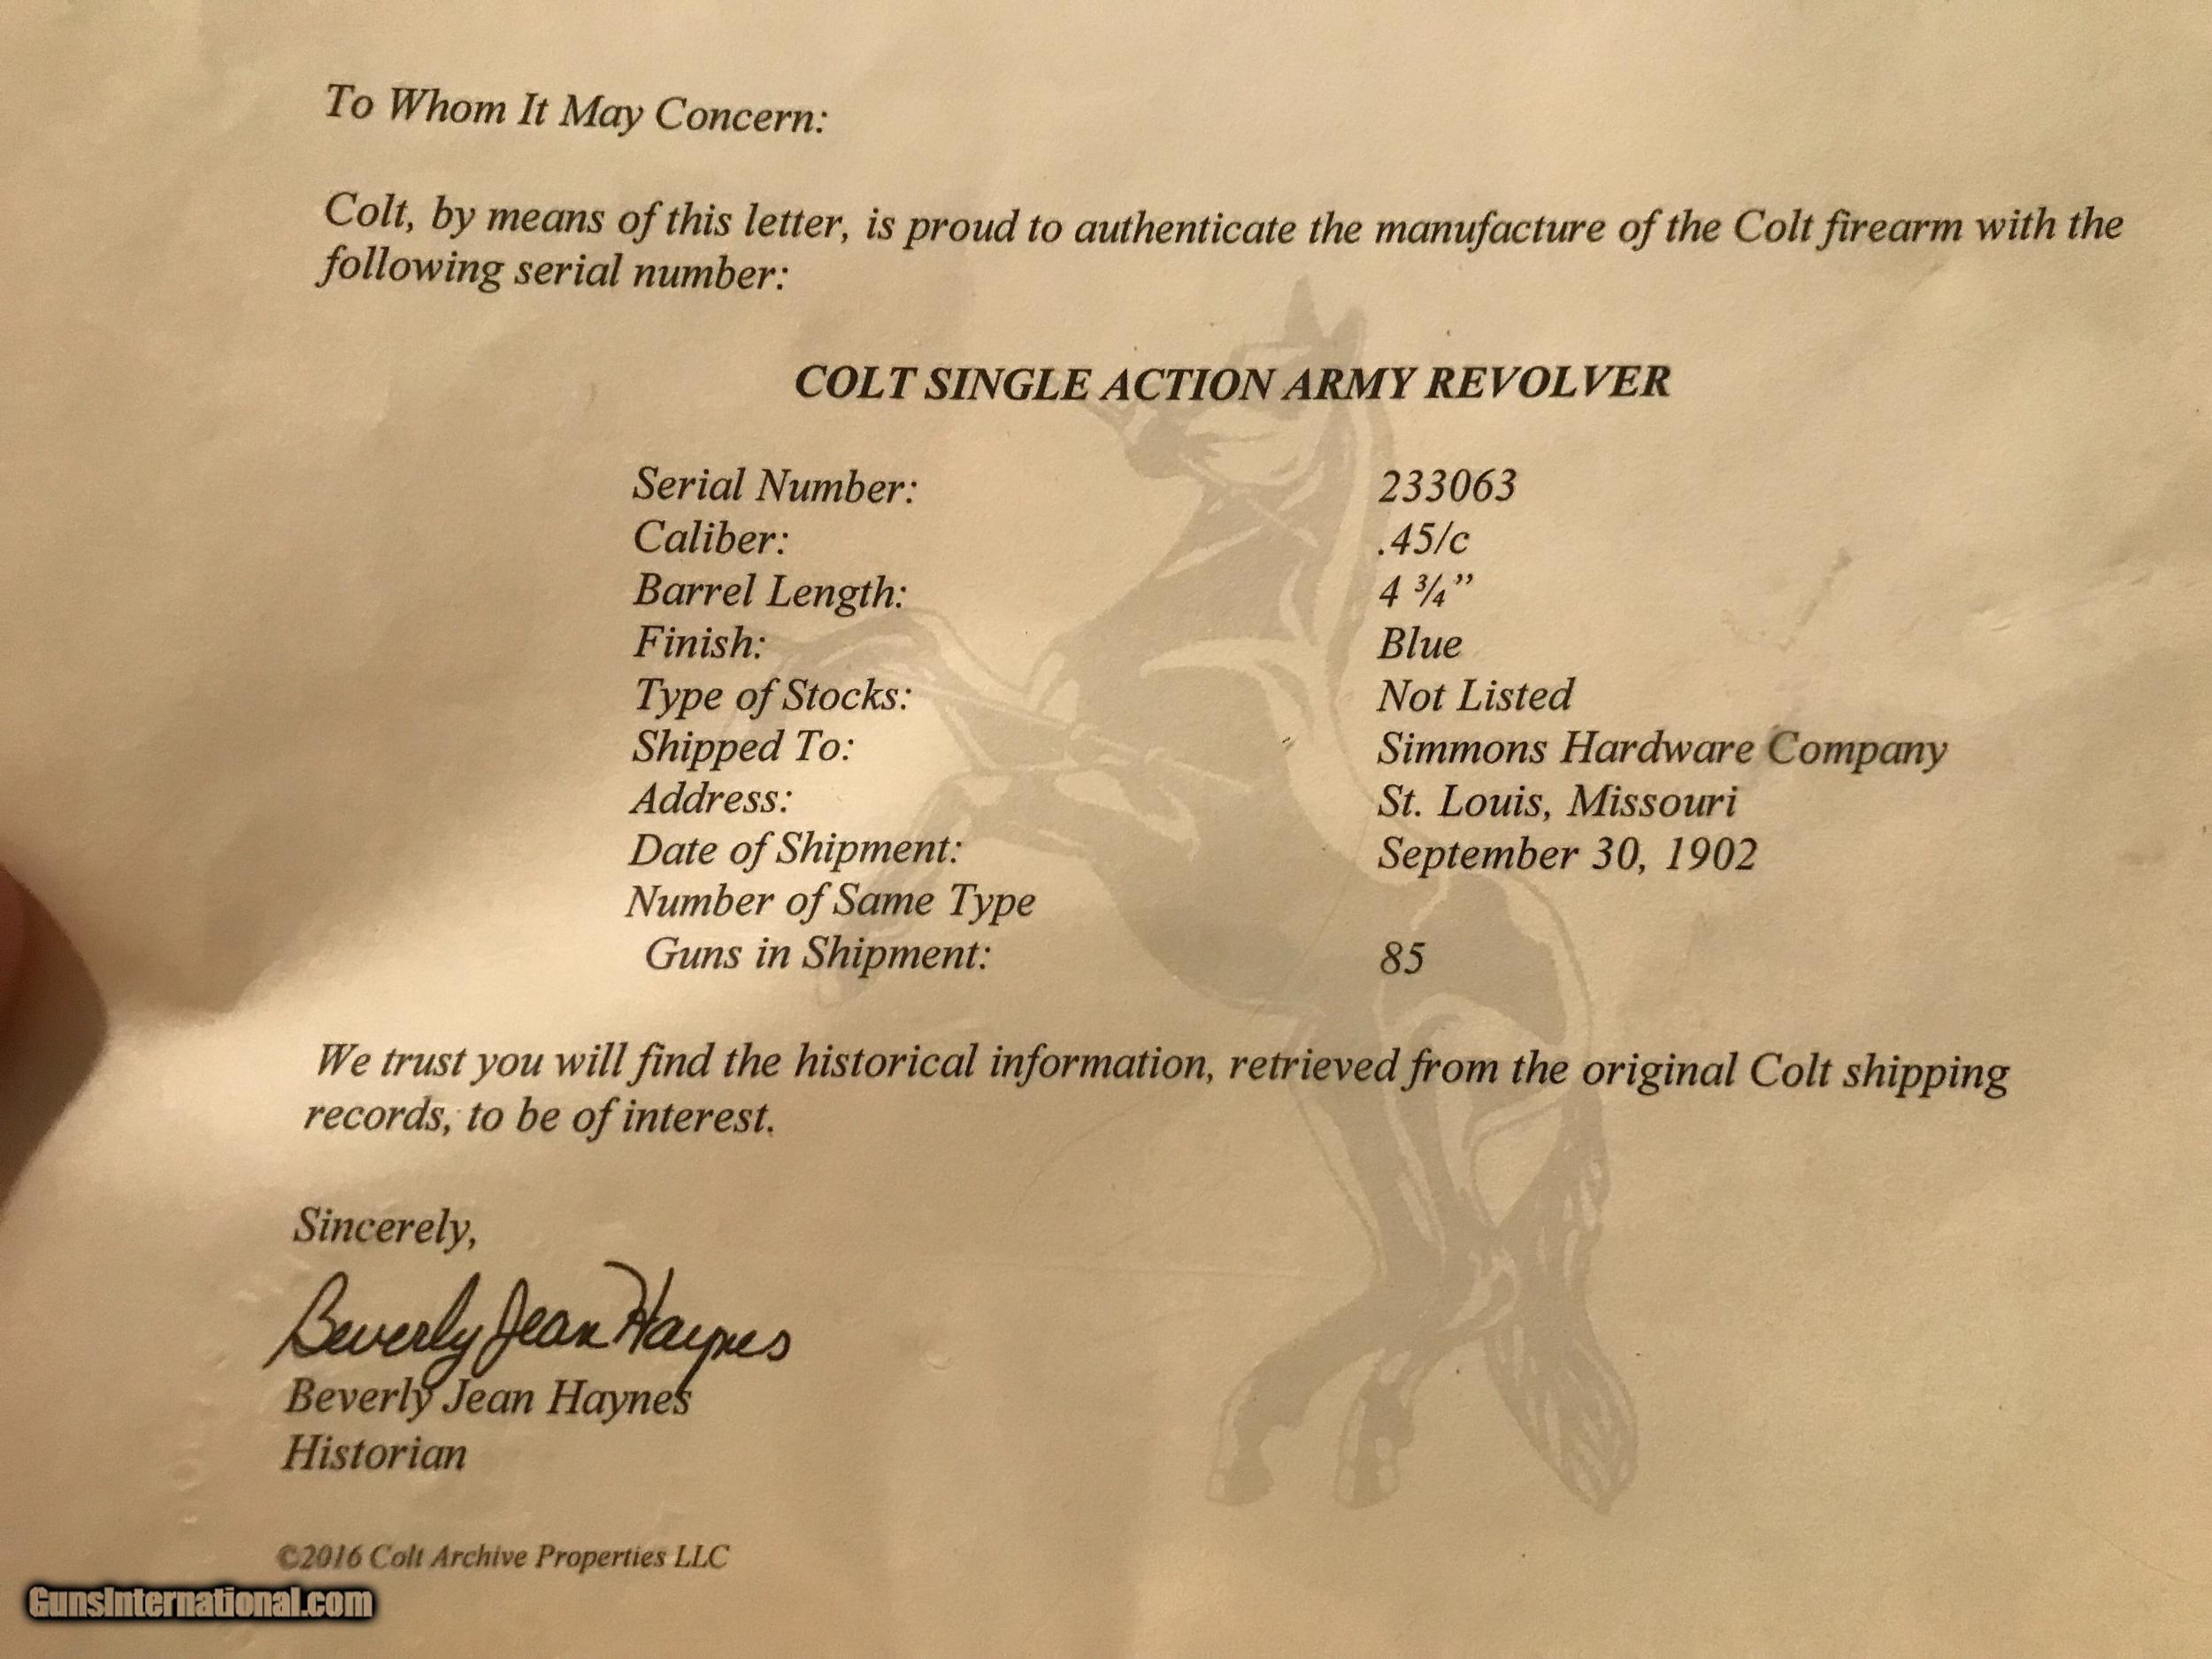 To Whom It May Concern:
Colt, by means of this letter, is proud to authenticate the manufacture of the Colt firearm with the
following serial number:
COLT SINGLE ACTION ARMY REVOLVER
Serial Number: 233063
Caliber: .45/c
Barrel Length: 4 ¾”
Finish: Blue
Type of Stocks: Not Listed
Shipped To: Simmons Hardware Company
Address: St. Louis, Missouri
Date of Shipment: September 30, 1902
Number of Same Type
Guns in Shipment: 85
We trust you will find the historical information, retrieved from the original Colt shipping
records, to be of interest.
Sincerely,
Beverly Jean Haynes
Beverly Jean Haynes
Historian
©2016 Colt Archive Properties LLC
GunsInternational.com